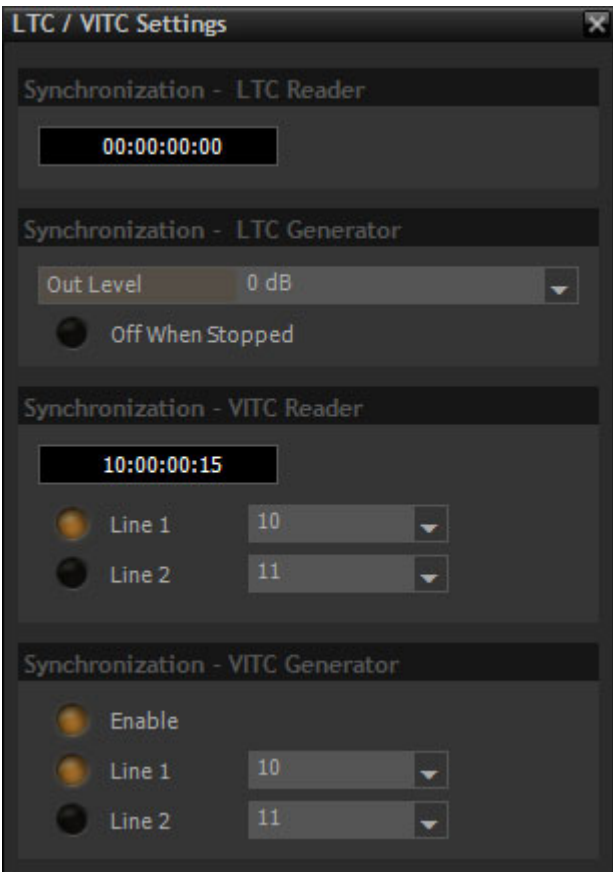 LTC / VITC Settings
Synchronization - LTC Reader
00:00:00:00
Synchronization - LTC Generator
Out Level 0 dB
Off When Stopped
Synchronization - VITC Reader
10:00:00:15
Line 1 10
Line 2 11
Synchronization - VITC Generator
Enable
Line 1 10
Line 2 11